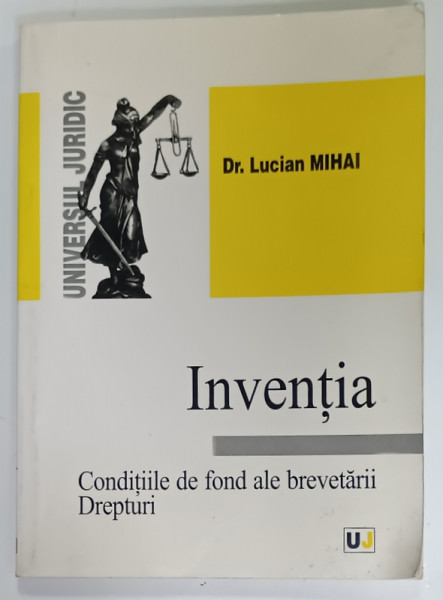 UNIVERSUL JURIDIC
Dr. Lucian MIHAI
Invenția
Condițiile de fond ale brevetării
Drepturi
UJ